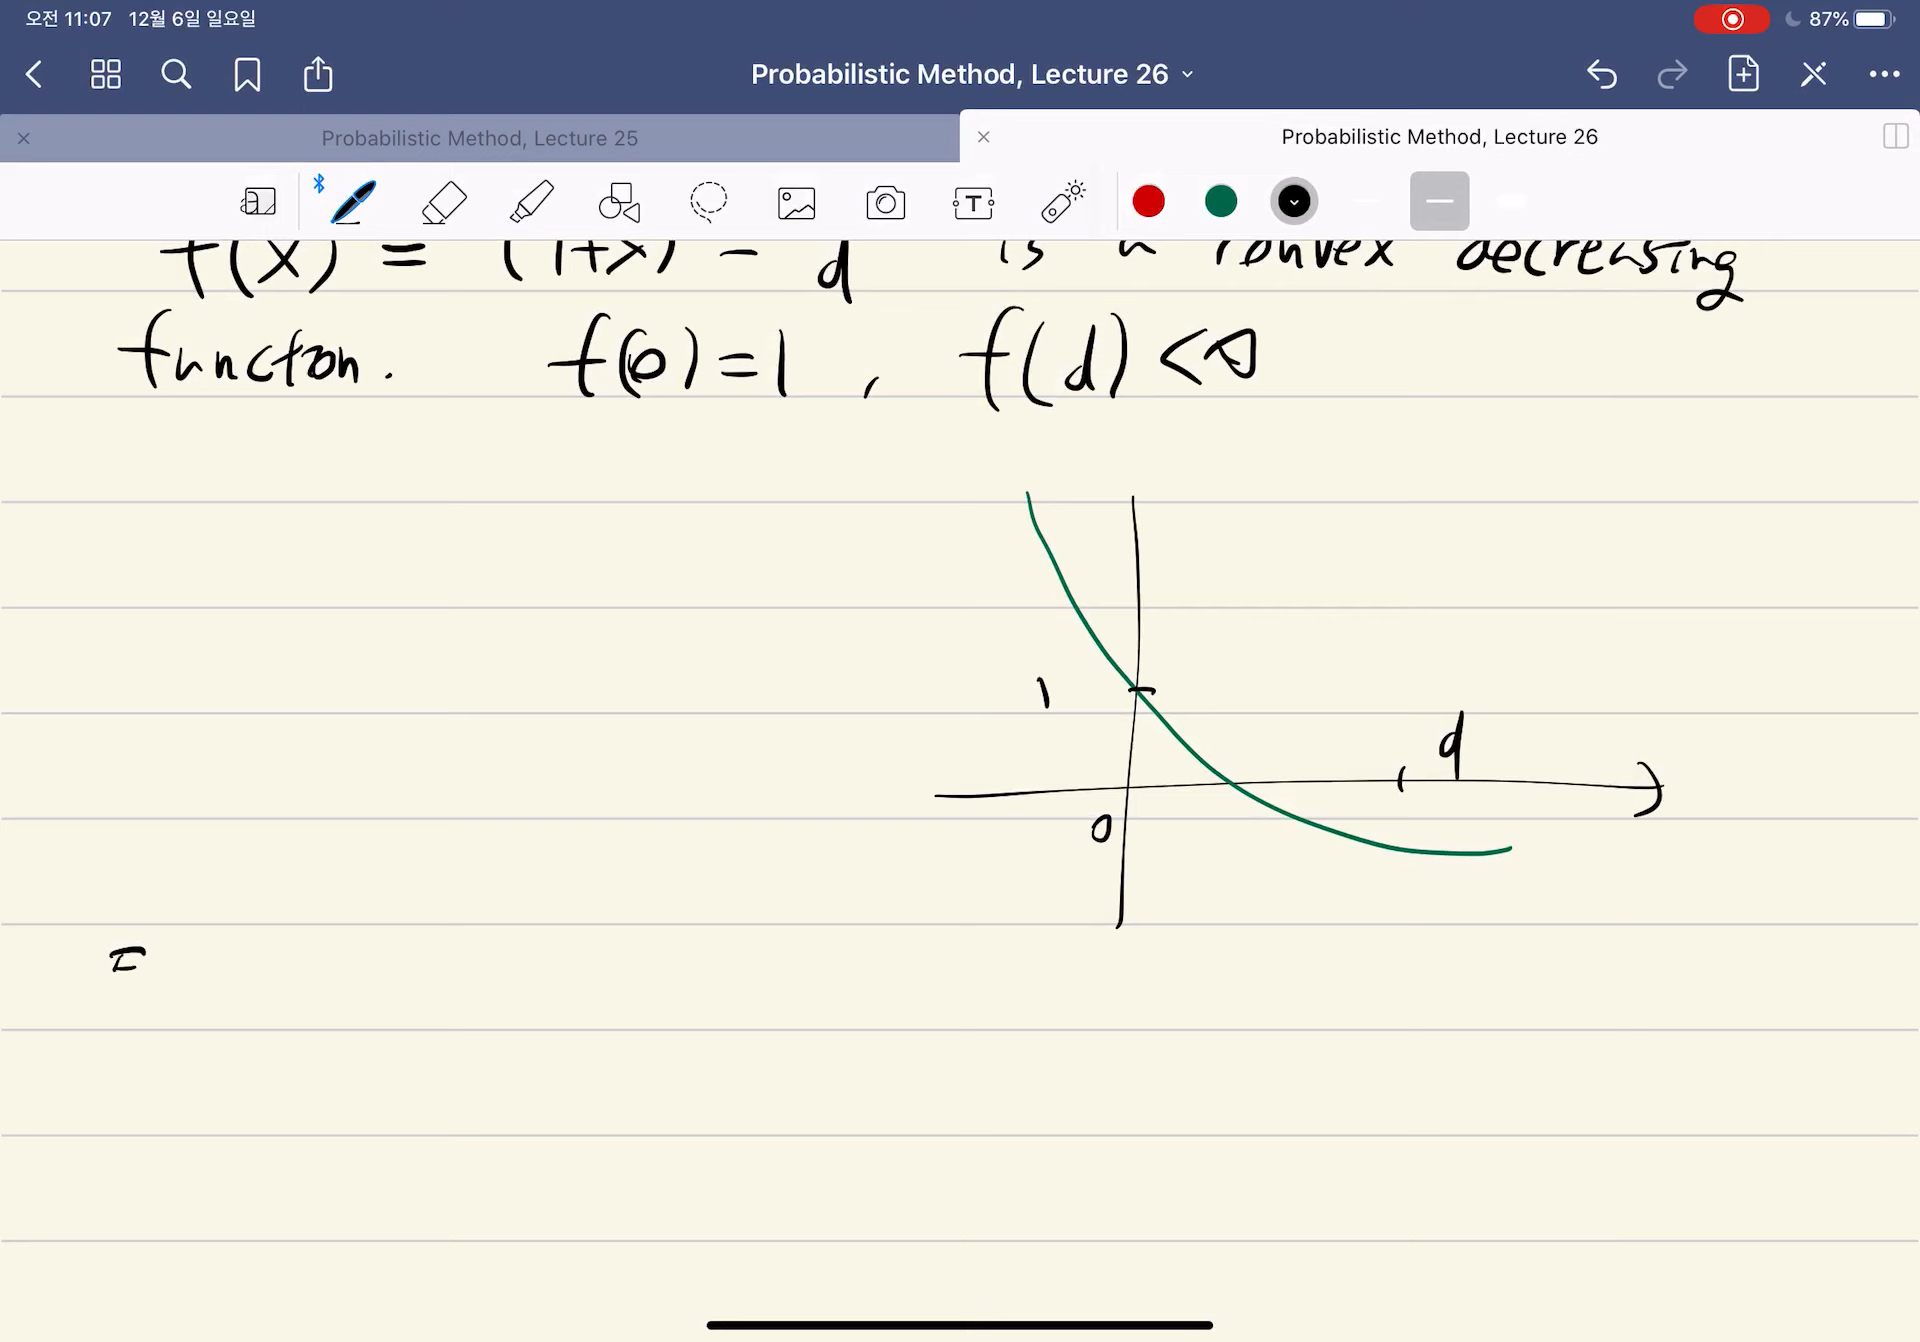 오전 11:07 12월 6일 일요일
87%
Probabilistic Method, Lecture 26
Probabilistic Method, Lecture 25
Probabilistic Method, Lecture 26
T
f(x) = (1+x) - d is a convex decreasing
function. f(0)=1, f(d)<0
1
d
0
=